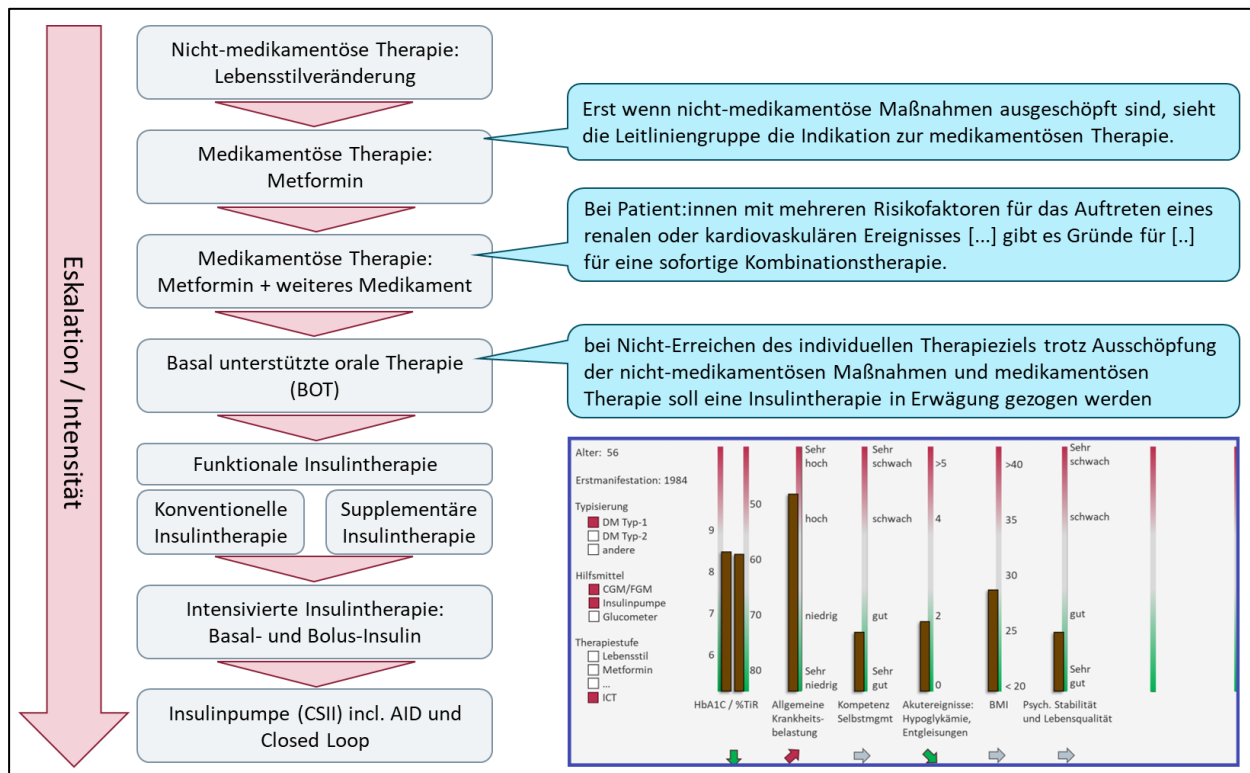 Eskalation / Intensität
Nicht-medikamentöse Therapie:
Lebensstilveränderung
Medikamentöse Therapie:
Metformin
Medikamentöse Therapie:
Metformin + weiteres Medikament
Basal unterstützte orale Therapie
(BOT)
Funktionale Insulintherapie
Konventionelle
Insulintherapie
Supplementäre
Insulintherapie
Intensivierte Insulintherapie:
Basal- und Bolus-Insulin
Insulinpumpe (CSII) incl. AID und
Closed Loop
Erst wenn nicht-medikamentöse Maßnahmen ausgeschöpft sind, sieht
die Leitliniengruppe die Indikation zur medikamentösen Therapie.
Bei Patient:innen mit mehreren Risikofaktoren für das Auftreten eines
renalen oder kardiovaskulären Ereignisses [...] gibt es Gründe für [..]
für eine sofortige Kombinationstherapie.
bei Nicht-Erreichen des individuellen Therapieziels trotz Ausschöpfung
der nicht-medikamentösen Maßnahmen und medikamentösen
Therapie soll eine Insulintherapie in Erwägung gezogen werden
Alter: 56
Erstmanifestation: 1984
Typisierung
DM Typ-1
DM Typ-2
andere
Hilfsmittel
CGM/FGM
Insulinpumpe
Glucometer
Therapiestufe
Lebensstil
Metformin
...
ICT
9
8
7
6
50
60
70
80
HbA1C / %TiR
Sehr
hoch
hoch
niedrig
Sehr
niedrig
Allgemeine
Krankheits-
belastung
Sehr
schwach
schwach
gut
Sehr
gut
Kompetenz
Selbstmgmt
>5
4
2
0
Akutereignisse:
Hypoglykämie,
Entgleisungen
>40
35
30
25
< 20
BMI
Sehr
schwach
schwach
gut
Sehr
gut
Psych. Stabilität
und Lebensqualität